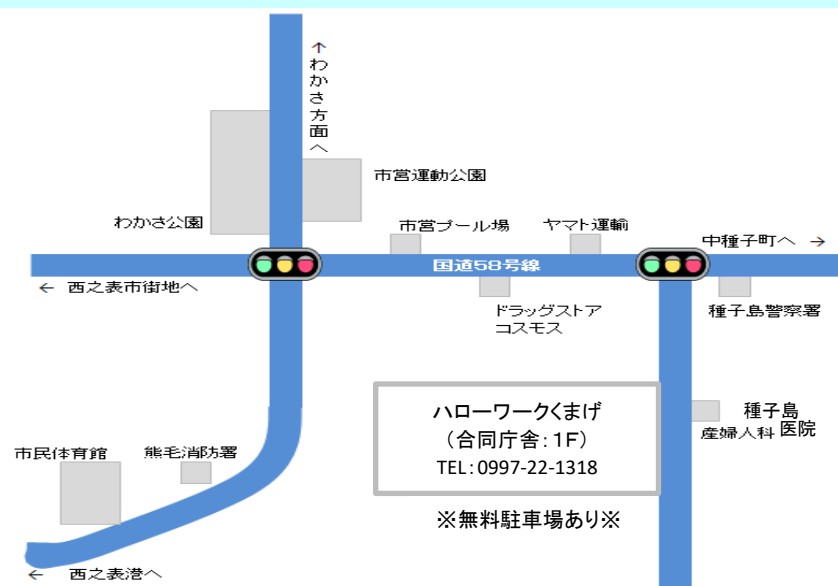 ↑わかさ方面へ
市営運動公園
わかさ公園
市営プール場
ヤマト運輸
中種子町へ →
国道58号線
← 西之表市街地へ
ドラッグストア
コスモス
種子島警察署
ハローワークくまげ
（合同庁舎：1F）
TEL：0997-22-1318
種子島
産婦人科 医院
市民体育館
熊毛消防署
※無料駐車場あり※
← 西之表港へ